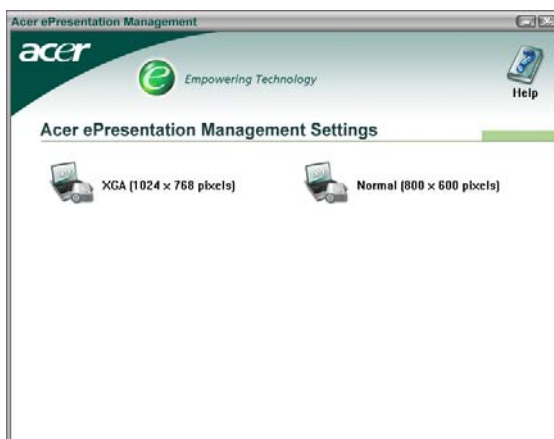 Acer ePresentation Management
acer
e Empowering Technology
Help
Acer ePresentation Management Settings
XGA (1024 x 768 pixels)
Normal (800 x 600 pixels)